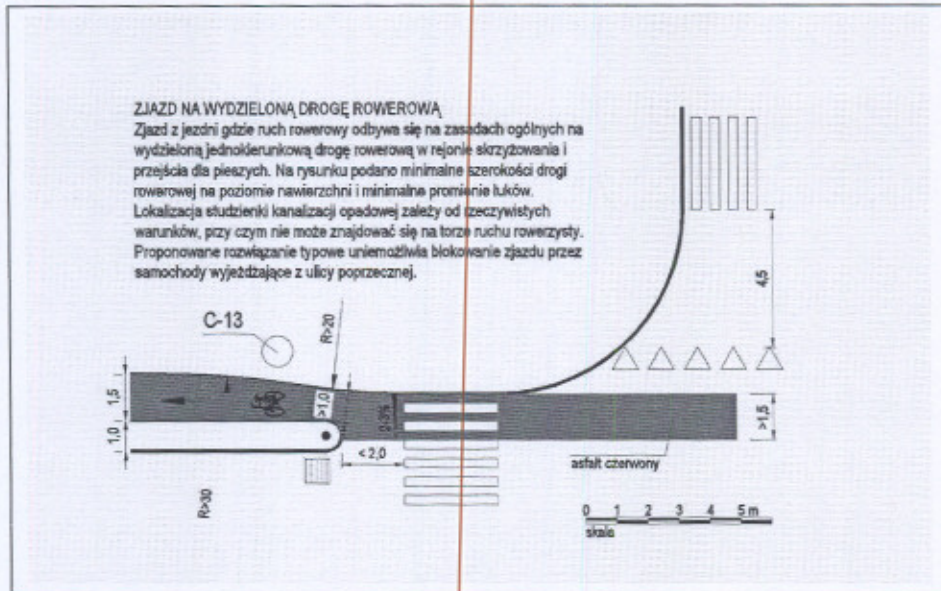 ZJAZD NA WYDZIELONĄ DROGĘ ROWEROWĄ
Zjazd z jezdni gdzie ruch rowerowy odbywa się na zasadach ogólnych na
wydzieloną jednokierunkową drogę rowerową w rejonie skrzyżowania i
przejścia dla pieszych. Na rysunku podano minimalne szerokości drogi
rowerowej na poziomie nawierzchni i minimalne promienie łuków.
Lokalizacja studzienki kanalizacji opadowej zależy od rzeczywistych
warunków, przy czym nie może znajdować się na torze ruchu rowerzysty.
Proponowane rozwiązanie typowe uniemożliwia blokowanie zjazdu przez
samochody wyjeżdżające z ulicy poprzecznej.
C-13
R>20
4,5
1,5
>1,0
>1,5
1,0
< 2,0
asfalt czerwony
R>30
0 1 2 3 4 5 m
skala